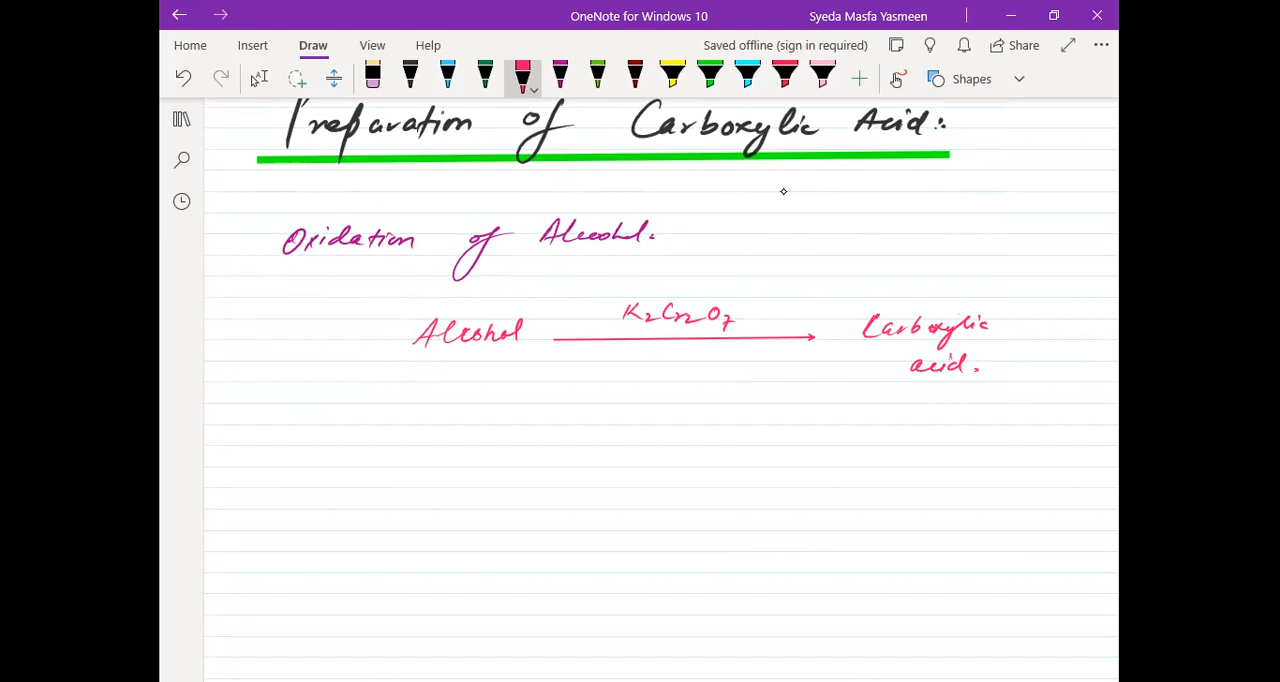 OneNote for Windows 10
Syeda Masfa Yasmeen
Home Insert Draw View Help
Saved offline (sign in required)
Share
Shapes
Preparation of Carboxylic Acid:
Oxidation of Alcohol.
Alcohol K2Cr2O7 Carboxylic
acid.